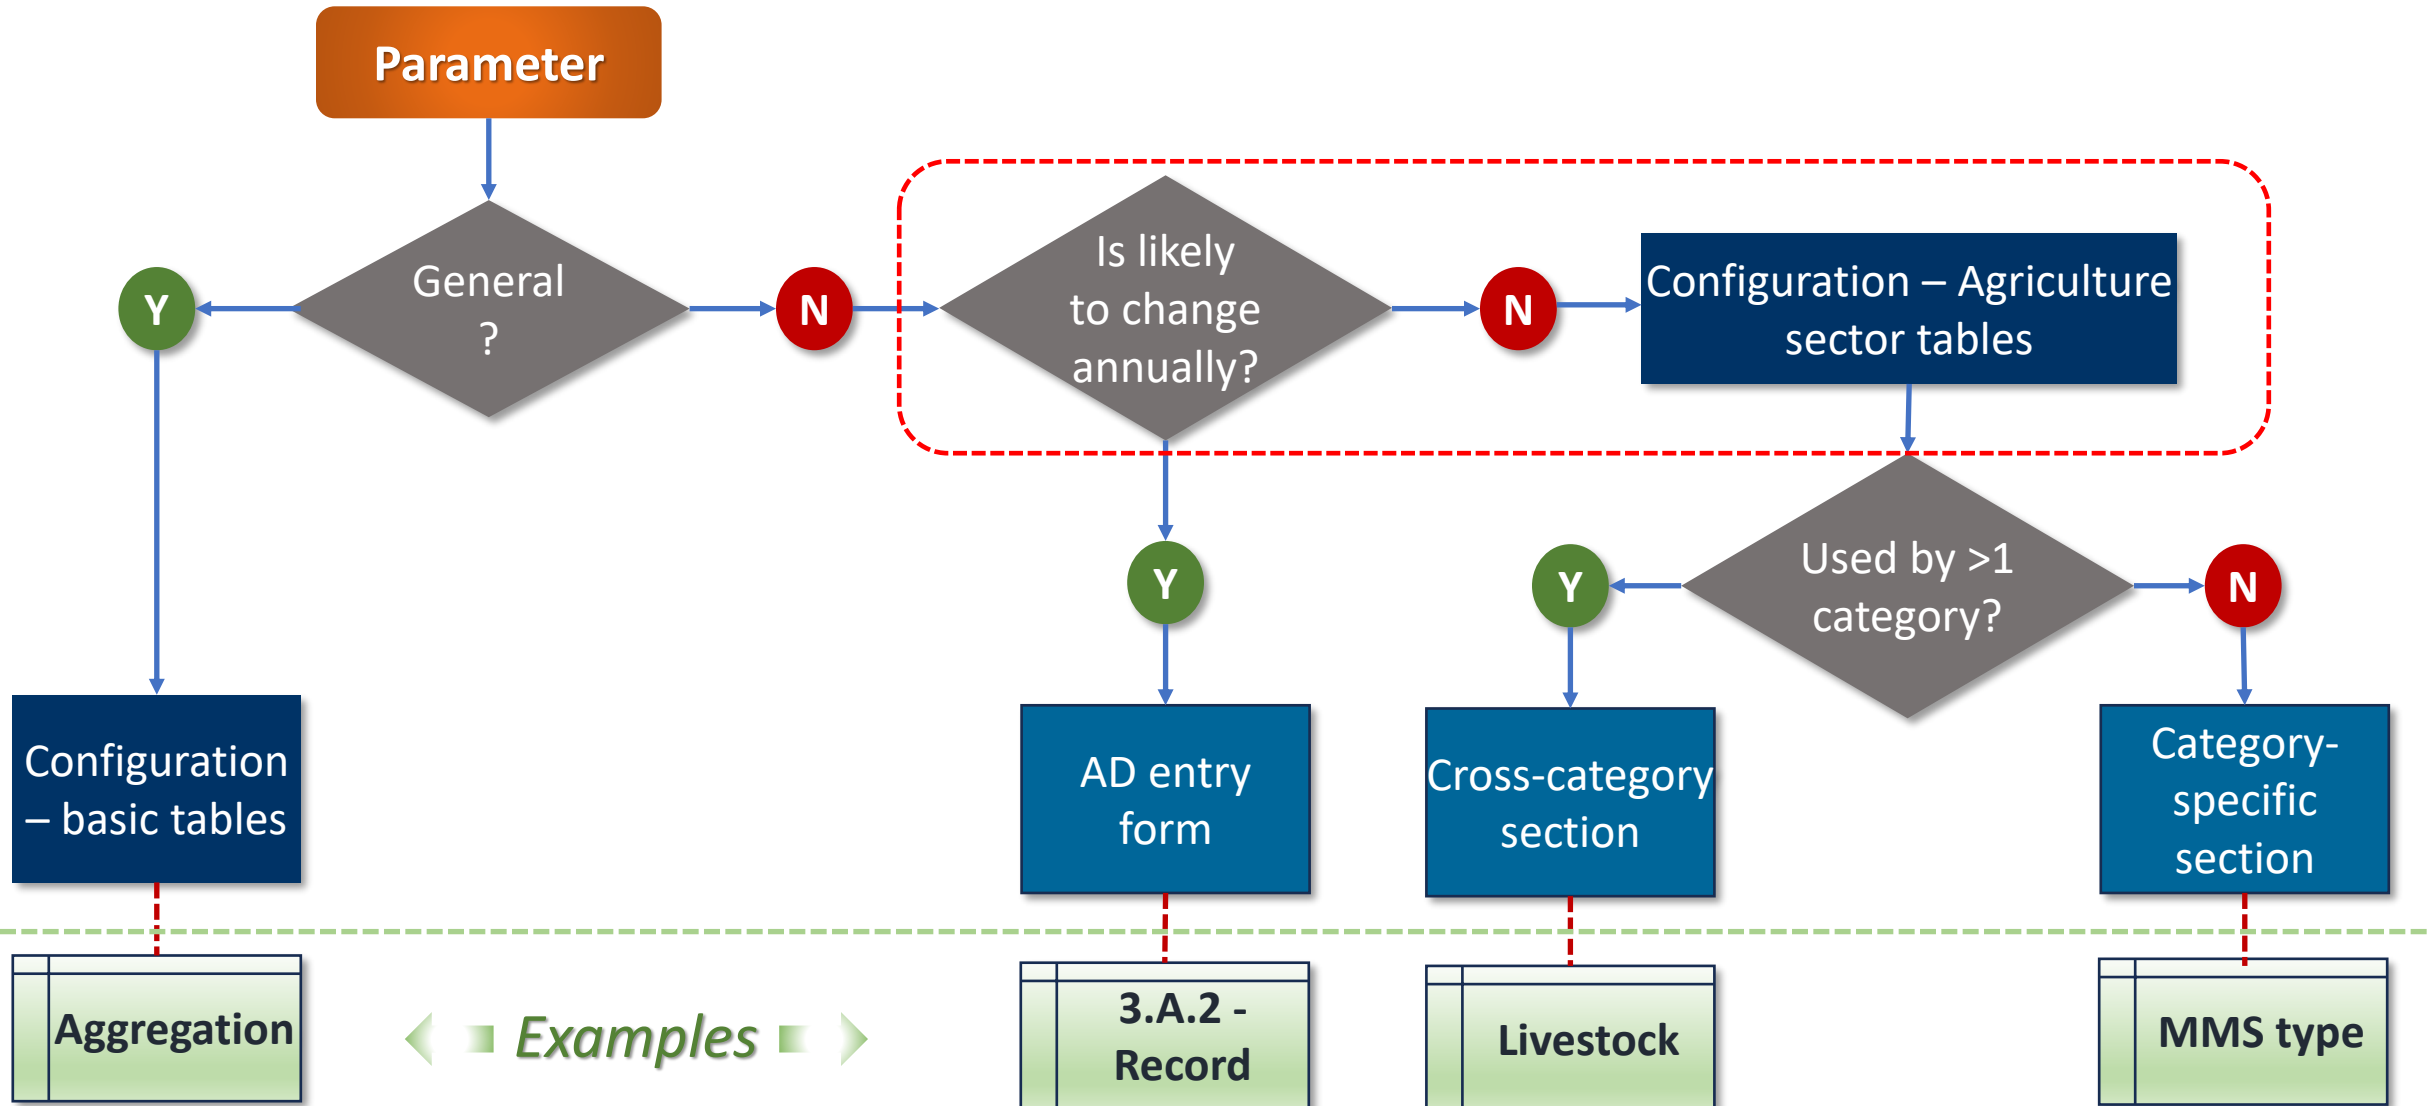 Parameter
General
?
Y
N
Is likely
to change
annually?
N
Configuration – Agriculture
sector tables
Y
Y
Used by >1
category?
N
Configuration
– basic tables
AD entry
form
Cross-category
section
Category-
specific
section
Aggregation
Examples
3.A.2 -
Record
Livestock
MMS type